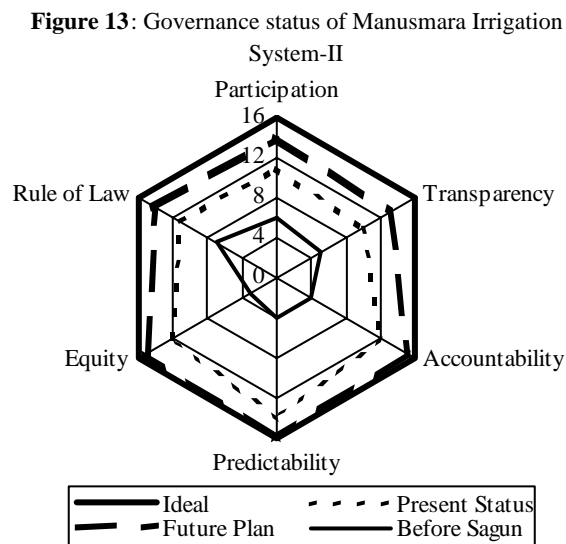 Figure 13: Governance status of Manusmara Irrigation
System-II
Participation
16
12
8
4
0
Rule of Law
Transparency
Equity
Accountability
Predictability
Ideal
Present Status
Future Plan
Before Sagun